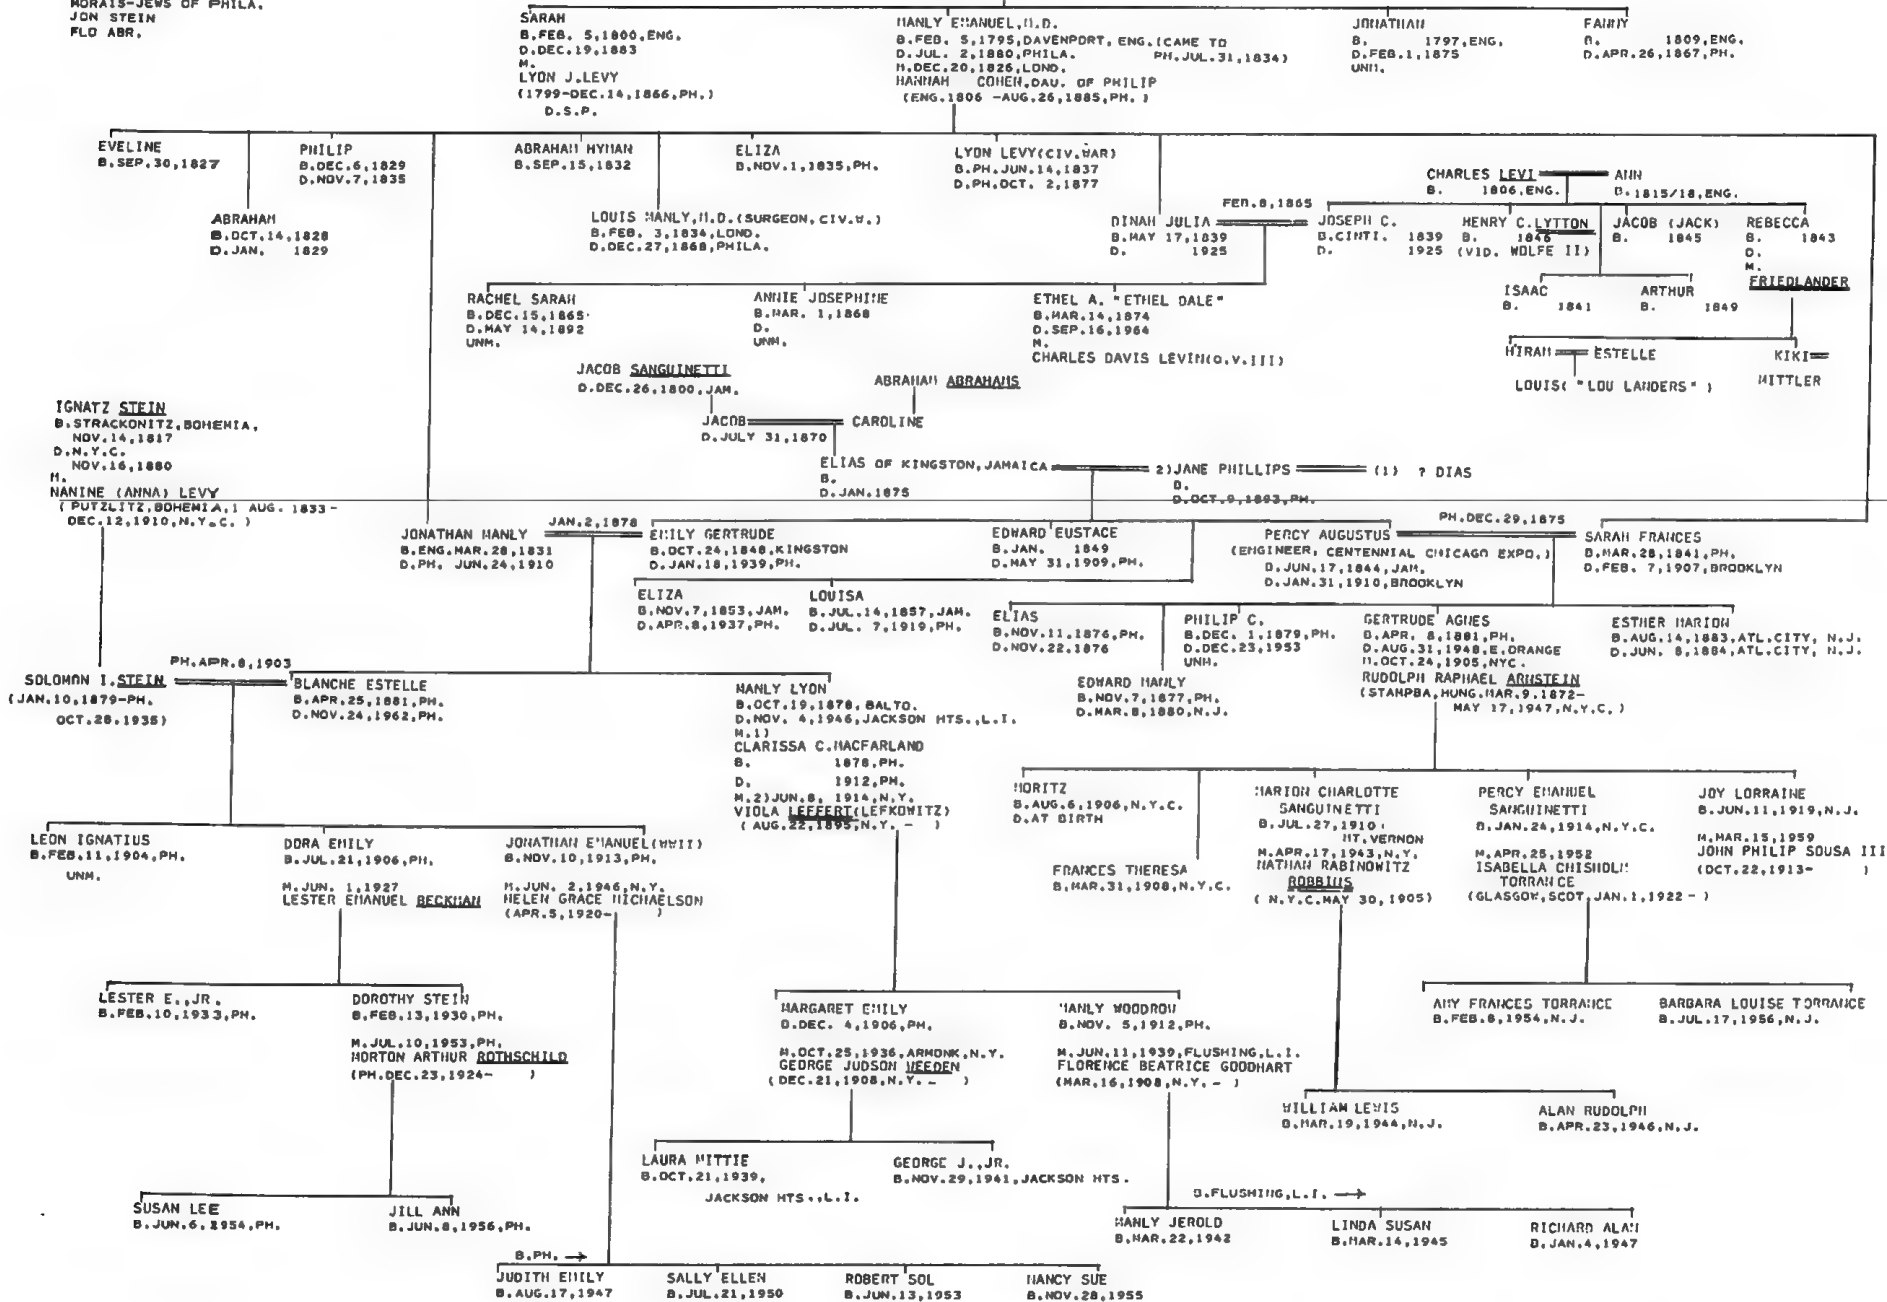 MORAIS-JEWS OF PHILA.
JON STEIN
FLO ABR.
SARAH
B.FEB. 5,1800,ENG.
D.DEC.19,1883
M.
LYON J.LEVY
(1799-DEC.14,1866,PH.)
D.S.P.
MANLY EMANUEL,M.D.
B.FEB. 5,1795,DAVENPORT, ENG.(CAME TO
D.JUL. 2,1880,PHILA. PH.JUL.31,1834)
M.DEC.20,1826,LOND.
HANNAH COHEN,DAU. OF PHILIP
(ENG.1806 -AUG.26,1885,PH.)
JONATHAN
B. 1797,ENG.
D.FEB.1,1875
UNM.
FANNY
B. 1809,ENG.
D.APR.26,1867,PH.
EVELINE
B.SEP.30,1827
PHILIP
B.DEC.6,1829
D.NOV.7,1835
ABRAHAM HYMAN
B.SEP.15,1832
ELIZA
B.NOV.1,1835,PH.
LYON LEVY(CIV.WAR)
B.PH.JUN.14,1837
D.PH.OCT. 2,1877
CHARLES LEVI
B. 1806,ENG.
ANN
B.1815/18,ENG.
ABRAHAM
B.OCT.14,1828
D.JAN. 1829
LOUIS MANLY,M.D.(SURGEON,CIV.W.)
B.FEB. 3,1834,LOND.
D.DEC.27,1868,PHILA.
DINAH JULIA
B.MAY 17,1839
D. 1925
FEB.8,1865
JOSEPH C.
B.CINTI. 1839
D. 1925
HENRY C.LYTTON
B. 1846
(VID. WOLFE II)
JACOB (JACK)
B. 1845
REBECCA
B. 1843
D.
M.
FRIEDLANDER
ISAAC
B. 1841
ARTHUR
B. 1849
RACHEL SARAH
B.DEC.15,1865
D.MAY 14,1892
UNM.
ANNIE JOSEPHINE
B.MAR. 1,1868
D.
UNM.
ETHEL A. "ETHEL DALE"
B.MAR.14,1874
D.SEP.16,1964
M.
CHARLES DAVIS LEVIN(Q.V.III)
HIRAM ESTELLE
KIKI
MITTLER
LOUIS( "LOU LANDERS" )
JACOB SANGUINETTI
D.DEC.26,1800,JAM.
ABRAHAM ABRAHAMS
JACOB
D.JULY 31,1870
CAROLINE
IGNATZ STEIN
B.STRACKONITZ,BOHEMIA,
NOV.14,1817
D.N.Y.C.
NOV.16,1880
M.
NANINE (ANNA) LEVY
(PUTZLITZ,BOHEMIA,1 AUG. 1833-
DEC.12,1910,N.Y.C.)
ELIAS OF KINGSTON,JAMAICA
B.
D.JAN.1875
2)JANE PHILLIPS
B.
D.OCT.9,1893,PH.
(1) ? DIAS
JONATHAN MANLY
B.ENG.MAR.28,1831
D.PH. JUN.24,1910
JAN.2,1878
EMILY GERTRUDE
B.OCT.24,1848,KINGSTON
D.JAN.18,1939,PH.
EDWARD EUSTACE
B.JAN. 1849
D.MAY 31,1909,PH.
PERCY AUGUSTUS
(ENGINEER, CENTENNIAL CHICAGO EXPO.)
B.JUN.17,1844,JAM.
D.JAN.31,1910,BROOKLYN
PH.DEC.29,1875
SARAH FRANCES
B.MAR.28,1841,PH.
D.FEB. 7,1907,BROOKLYN
ELIZA
B.NOV.7,1853,JAM.
D.APR.8,1937,PH.
LOUISA
B.JUL.14,1857,JAM.
D.JUL. 7,1919,PH.
ELIAS
B.NOV.11,1876,PH.
D.NOV.22,1876
PHILIP C.
B.DEC. 1,1879,PH.
D.DEC.23,1953
UNM.
GERTRUDE AGNES
B.APR. 8,1881,PH.
D.AUG.31,1948,E.ORANGE
M.OCT.24,1905,NYC.
RUDOLPH RAPHAEL ARNSTEIN
(STAMPBA,HUNG.MAR.9,1872-
MAY 17,1947,N.Y.C.)
ESTHER MARION
B.AUG.14,1883,ATL.CITY, N.J.
D.JUN. 8,1884,ATL.CITY, N.J.
EDWARD MANLY
B.NOV.7,1877,PH.
D.MAR.8,1880,N.J.
SOLOMON I.STEIN
(JAN.10,1879-PH.
OCT.28,1935)
PH.APR.8,1903
BLANCHE ESTELLE
B.APR.25,1881,PH.
D.NOV.24,1962,PH.
MANLY LYON
B.OCT.19,1878, BALTO.
D.NOV. 4,1946,JACKSON HTS.,L.I.
M.1)
CLARISSA C.MACFARLAND
B. 1878,PH.
D. 1912,PH.
M.2)JUN.8, 1914,N.Y.
VIOLA LEFFERT(LEFKOWITZ)
( AUG.22,1895,N.Y. - )
MORITZ
B.AUG.6,1906,N.Y.C.
D.AT BIRTH
FRANCES THERESA
B.MAR.31,1908,N.Y.C.
MARION CHARLOTTE
SANGUINETTI
B.JUL.27,1910
MT.VERNON
M.APR.17,1943,N.Y.
NATHAN RABINOWITZ
ROBBINS
( N.Y.C.MAY 30, 1905)
PERCY EMANUEL
SANGUINETTI
B.JAN.24,1914,N.Y.C.
M.APR.25,1952
ISABELLA CHISHOLM
TORRANCE
(GLASGOW,SCOT,JAN.1,1922 - )
JOY LORRAINE
B.JUN.11,1919,N.J.
M.MAR.15,1959
JOHN PHILIP SOUSA III
(OCT.22,1913- )
LEON IGNATIUS
B.FEB.11,1904,PH.
UNM.
DORA EMILY
B.JUL.21,1906,PH.
M.JUN. 1,1927
LESTER EMANUEL BECKMAN
JONATHAN EMANUEL(WWII)
B.NOV.10,1913,PH.
M.JUN. 2,1946,N.Y.
HELEN GRACE MICHAELSON
(APR.5,1920- )
LESTER E.,JR.
B.FEB.10,1933,PH.
DOROTHY STEIN
B.FEB.13,1930,PH.
M.JUL.10,1953,PH.
MORTON ARTHUR ROTHSCHILD
(PH.DEC.23,1924- )
MARGARET EMILY
B.DEC. 4,1906,PH.
M.OCT.25,1936,ARMONK,N.Y.
GEORGE JUDSON WEEDEN
(DEC.21,1908,N.Y. - )
MANLY WOODROW
B.NOV. 5,1912,PH.
M.JUN.11,1939,FLUSHING,L.I.
FLORENCE BEATRICE GOODHART
(MAR.16,1908,N.Y. - )
AMY FRANCES TORRANCE
B.FEB.8,1954,N.J.
BARBARA LOUISE TORRANCE
B.JUL.17,1956,N.J.
WILLIAM LEWIS
B.MAR.19,1944,N.J.
ALAN RUDOLPH
B.APR.23,1946,N.J.
LAURA MITTIE
B.OCT.21,1939,
JACKSON HTS.,L.I.
GEORGE J.,JR.
B.NOV.29,1941,JACKSON HTS.
SUSAN LEE
B.JUN.6,1954,PH.
JILL ANN
B.JUN.8,1956,PH.
B.FLUSHING,L.I. →
MANLY JEROLD
B.MAR.22,1942
LINDA SUSAN
B.MAR.14,1945
RICHARD ALAN
B.JAN.4,1947
B.PH. →
JUDITH EMILY
B.AUG.17,1947
SALLY ELLEN
B.JUL.21,1950
ROBERT SOL
B.JUN.13,1953
NANCY SUE
B.NOV.28,1955